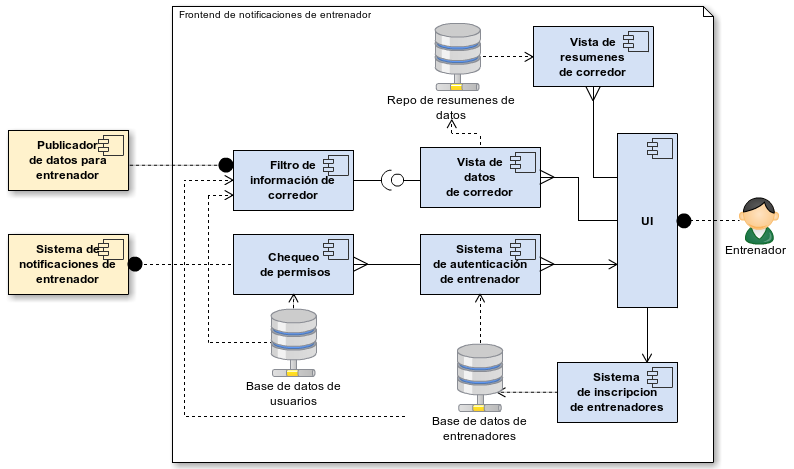 Frontend de notificaciones de entrenador
Vista de
resumenes
de corredor
Repo de resumenes de
datos
Publicador
de datos para
entrenador
Filtro de
información de
corredor
Vista de
datos
de corredor
UI
Entrenador
Sistema de
notificaciones de
entrenador
Chequeo
de permisos
Sistema
de autenticación
de entrenador
Base de datos de
usuarios
Base de datos de
entrenadores
Sistema
de inscripcion
de entrenadores